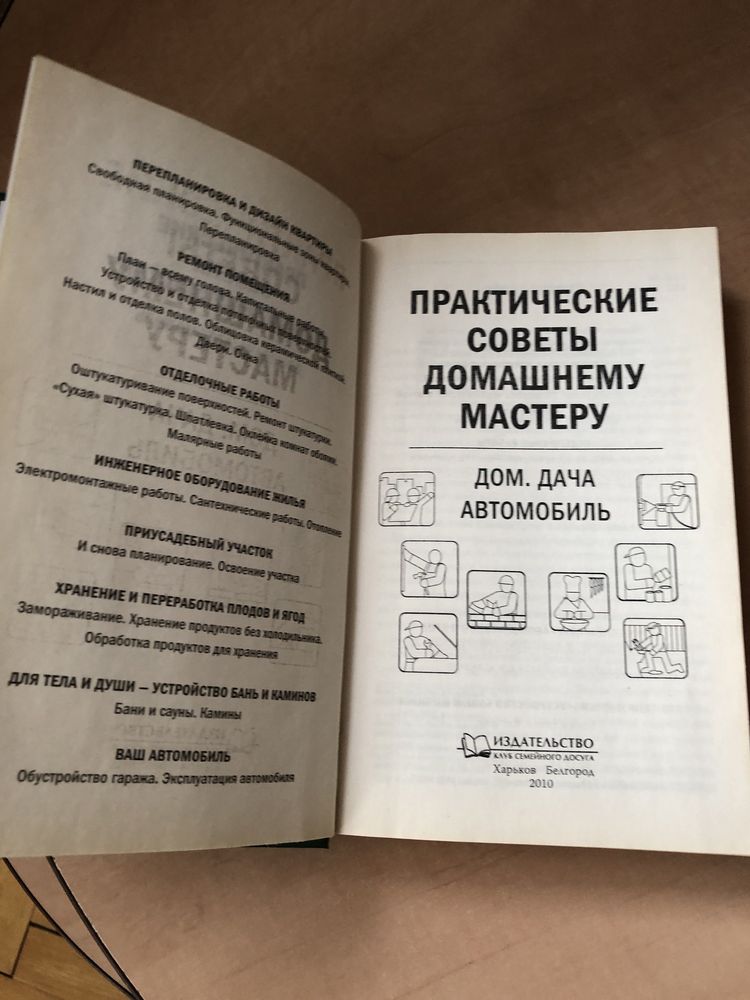 ПЕРЕПЛАНИРОВКА И ДИЗАЙН КВАРТИРЫ
Свободная планировка. Функциональные зоны квартиры.
Перепланировка
РЕМОНТ ПОМЕЩЕНИЯ
План — всему голова. Капитальные работы.
Устройство и отделка потолочных поверхностей.
Настил и отделка полов. Облицовка керамической плиткой.
Двери. Окна
ОТДЕЛОЧНЫЕ РАБОТЫ
Оштукатуривание поверхностей. Ремонт штукатурки.
«Сухая» штукатурка. Шпатлевка. Оклейка комнат обоями.
Малярные работы
ИНЖЕНЕРНОЕ ОБОРУДОВАНИЕ ЖИЛЬЯ
Электромонтажные работы. Сантехнические работы. Отопление
ПРИУСАДЕБНЫЙ УЧАСТОК
И снова планирование. Освоение участка
ХРАНЕНИЕ И ПЕРЕРАБОТКА ПЛОДОВ И ЯГОД
Замораживание. Хранение продуктов без холодильника.
Обработка продуктов для хранения
ДЛЯ ТЕЛА И ДУШИ — УСТРОЙСТВО БАНЬ И КАМИНОВ
Бани и сауны. Камины
ВАШ АВТОМОБИЛЬ
Обустройство гаража. Эксплуатация автомобиля
ПРАКТИЧЕСКИЕ
СОВЕТЫ
ДОМАШНЕМУ
МАСТЕРУ
ДОМ. ДАЧА
АВТОМОБИЛЬ
ИЗДАТЕЛЬСТВО
КЛУБ СЕМЕЙНОГО ДОСУГА
Харьков Белгород
2010